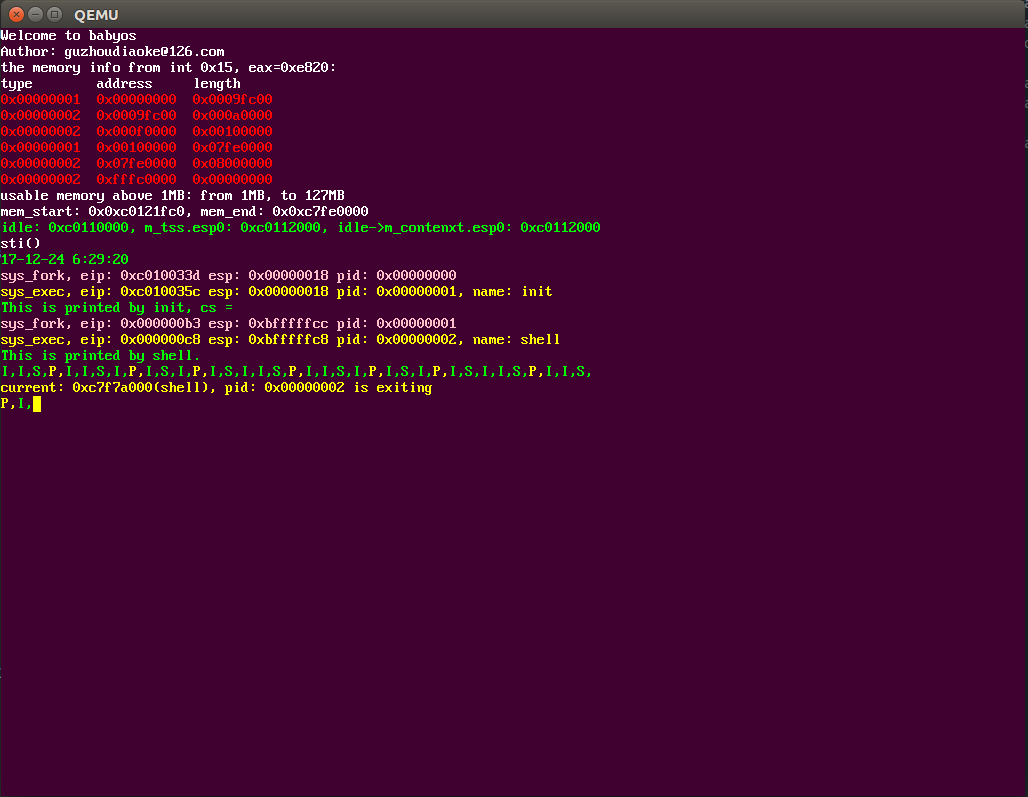 QEMU
Welcome to babyos
Author: guzhoudiaoke@126.com
the memory info from int 0x15, eax=0xe820:
type address length
0x00000001 0x00000000 0x0009fc00
0x00000002 0x0009fc00 0x000a0000
0x00000002 0x000f0000 0x00100000
0x00000001 0x00100000 0x07fe0000
0x00000002 0x07fe0000 0x08000000
0x00000002 0xfffc0000 0x00000000
usable memory above 1MB: from 1MB, to 127MB
mem_start: 0x0xc0121fc0, mem_end: 0x0xc7fe0000
idle: 0xc0110000, m_tss.esp0: 0xc0112000, idle->m_contenxt.esp0: 0xc0112000
sti()
17-12-24 6:29:20
sys_fork, eip: 0xc010033d esp: 0x00000018 pid: 0x00000000
sys_exec, eip: 0xc010035c esp: 0x00000018 pid: 0x00000001, name: init
This is printed by init, cs =
sys_fork, eip: 0x000000b3 esp: 0xbfffffcc pid: 0x00000001
sys_exec, eip: 0x000000c8 esp: 0xbfffffc8 pid: 0x00000002, name: shell
This is printed by shell.
I,I,S,P,I,I,S,I,P,I,S,I,P,I,S,I,I,S,P,I,I,S,I,P,I,S,I,P,I,S,I,I,S,P,I,I,S,
current: 0xc7f7a000(shell), pid: 0x00000002 is exiting
P,I,